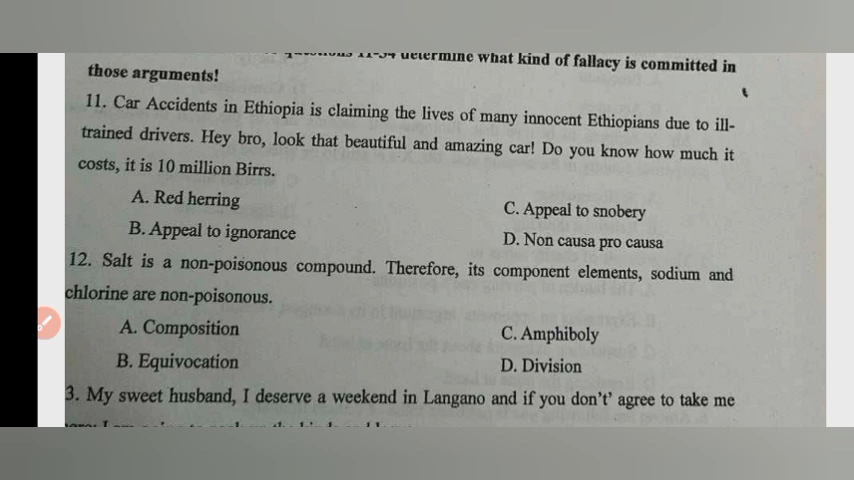 determine what kind of fallacy is committed in
those arguments!
11. Car Accidents in Ethiopia is claiming the lives of many innocent Ethiopians due to ill-
trained drivers. Hey bro, look that beautiful and amazing car! Do you know how much it
costs, it is 10 million Birrs.
A. Red herring
C. Appeal to snobery
B. Appeal to ignorance
D. Non causa pro causa
12. Salt is a non-poisonous compound. Therefore, its component elements, sodium and
chlorine are non-poisonous.
A. Composition
C. Amphiboly
B. Equivocation
D. Division
3. My sweet husband, I deserve a weekend in Langano and if you don't' agree to take me